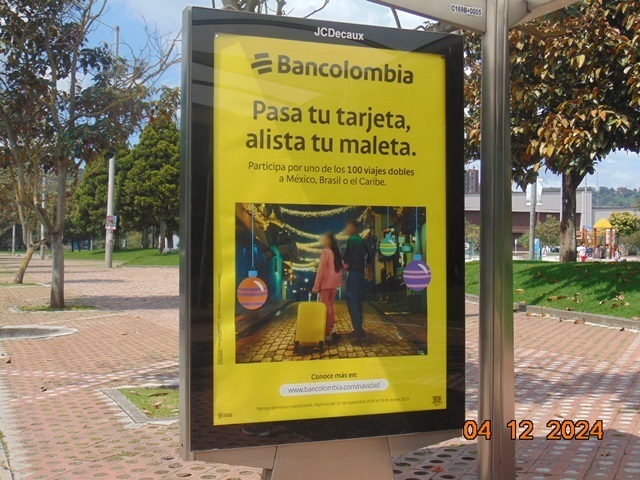 C169B+0005
JCDecaux
Bancolombia
Pasa tu tarjeta,
alista tu maleta.
Participa por uno de los 100 viajes dobles
a México, Brasil o el Caribe.
Conoce más en:
www.bancolombia.com/navidad
04 12 2024